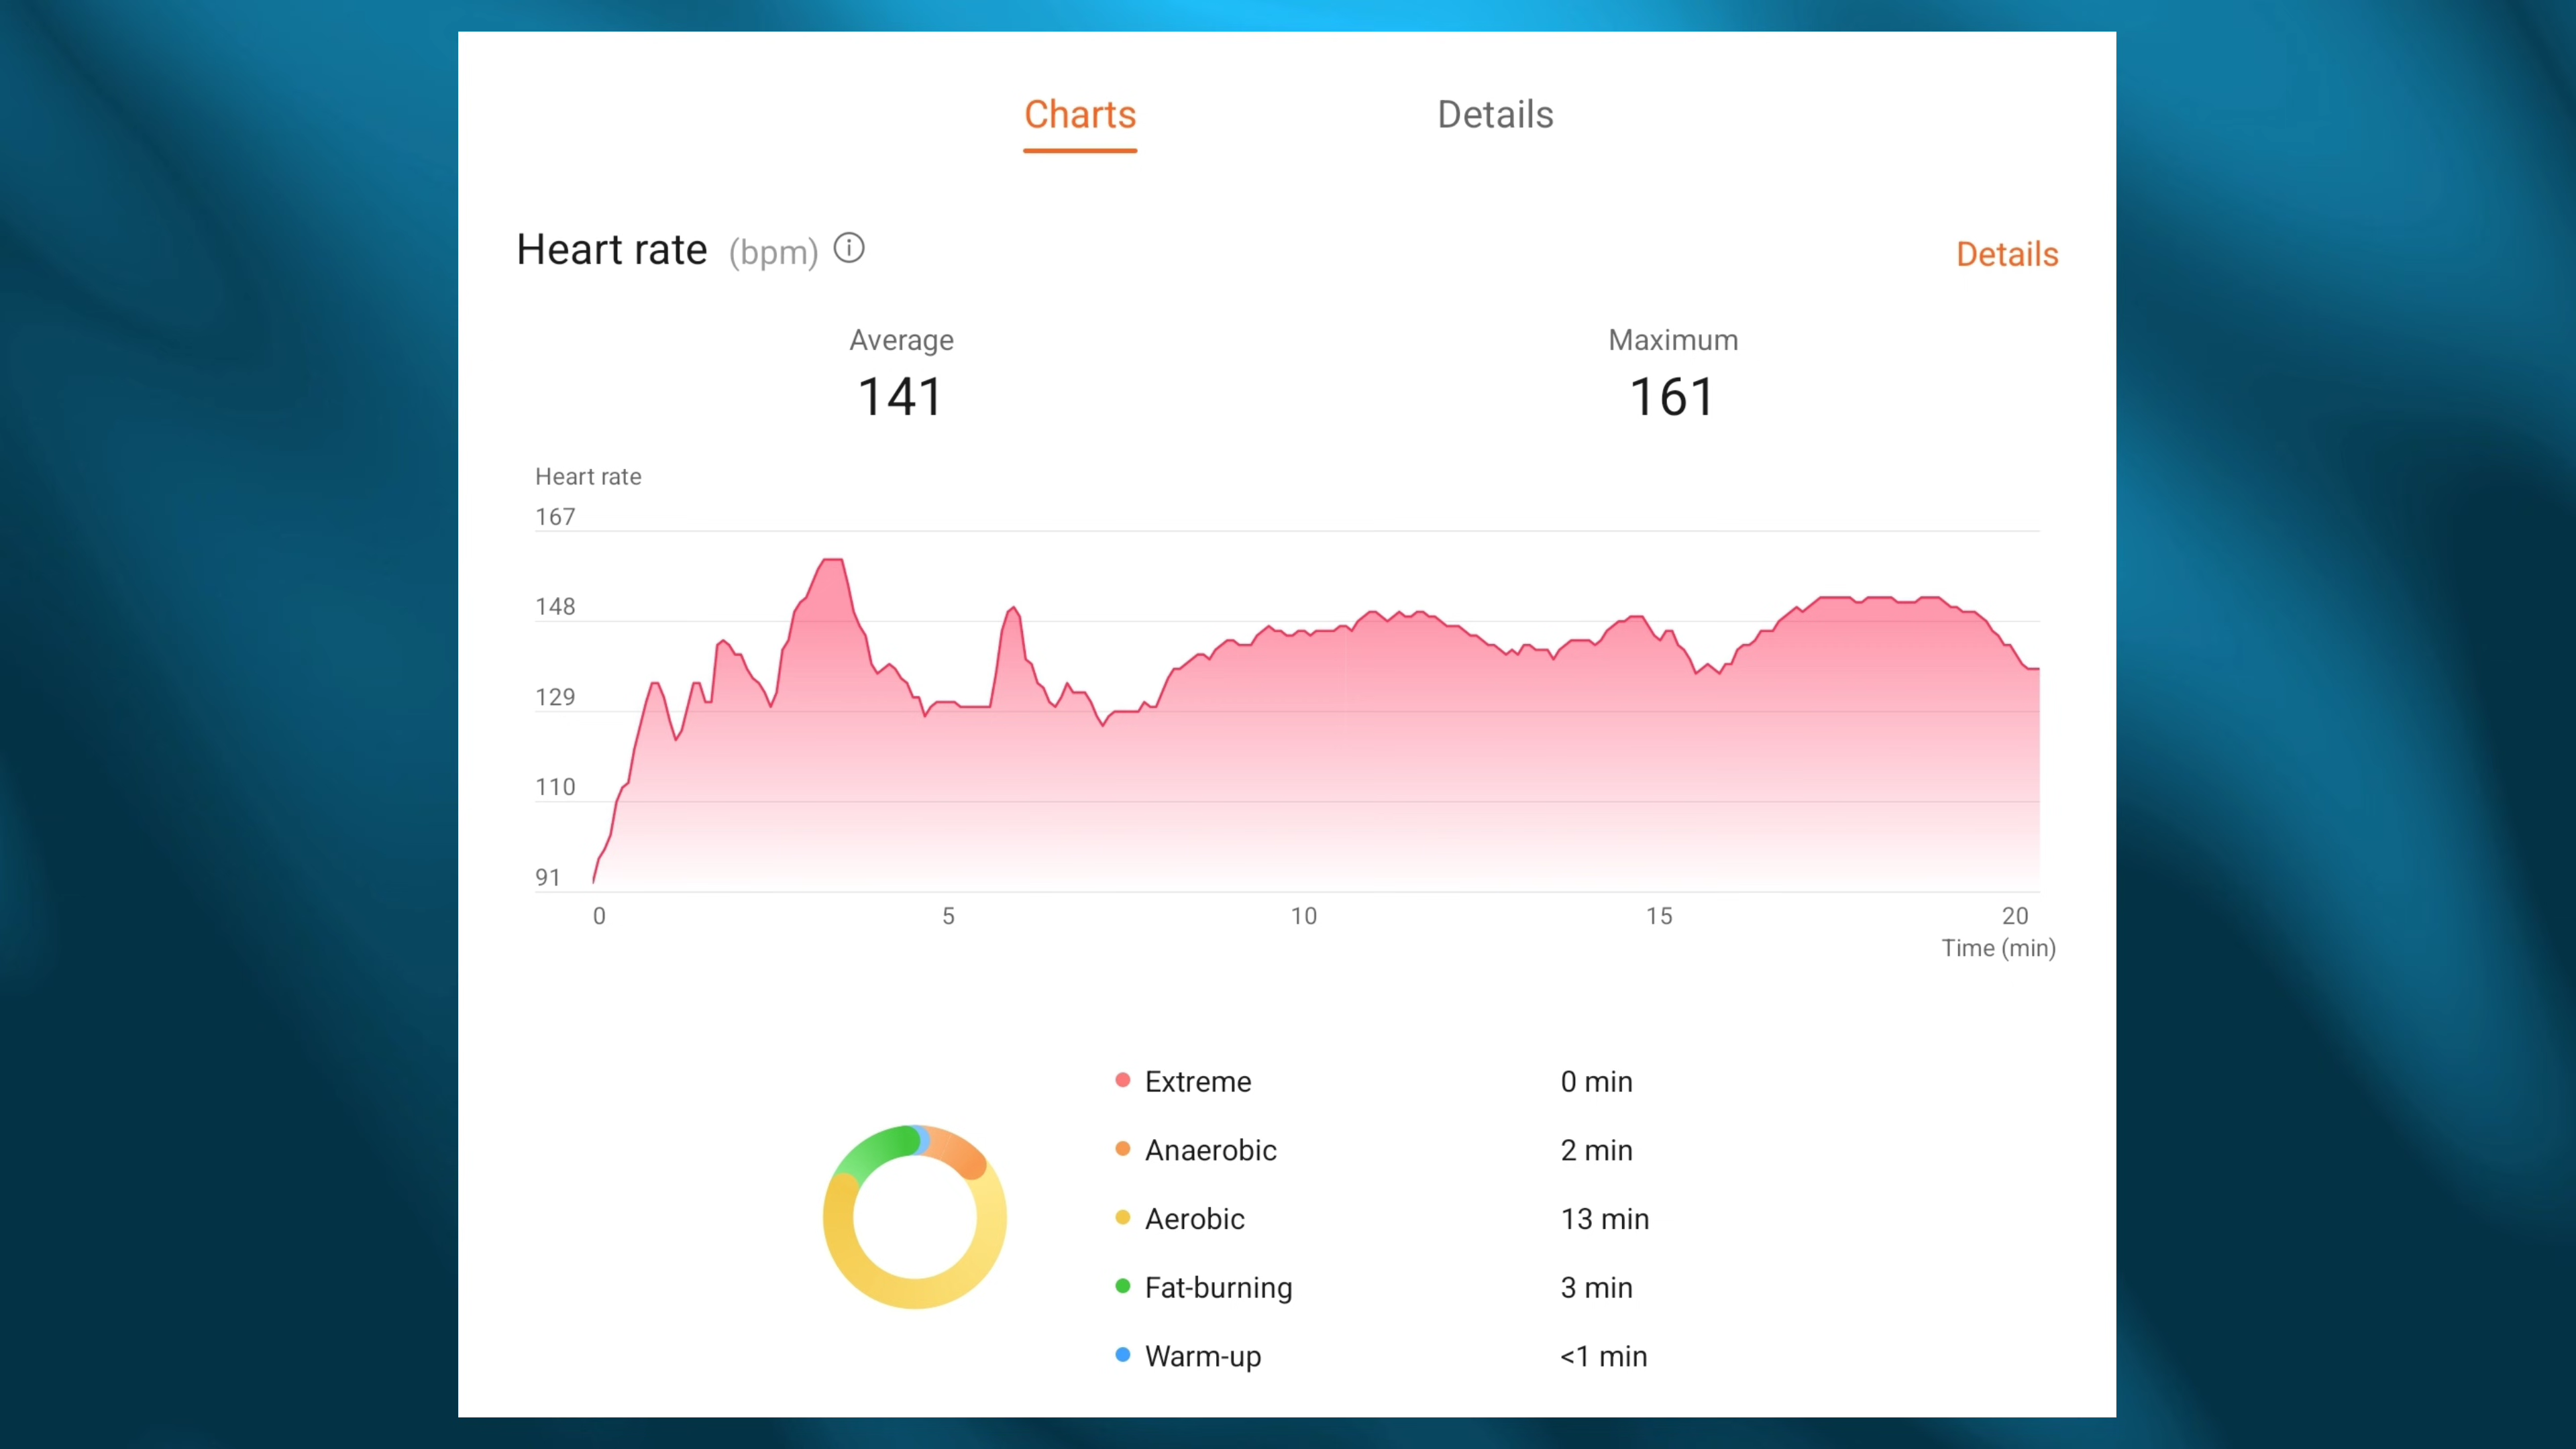 Charts Details
Heart rate (bpm) Details
Average Maximum
141 161
Heart rate
167
148
129
110
91
0 5 10 15 20
Time (min)
Extreme 0 min
Anaerobic 2 min
Aerobic 13 min
Fat-burning 3 min
Warm-up <1 min